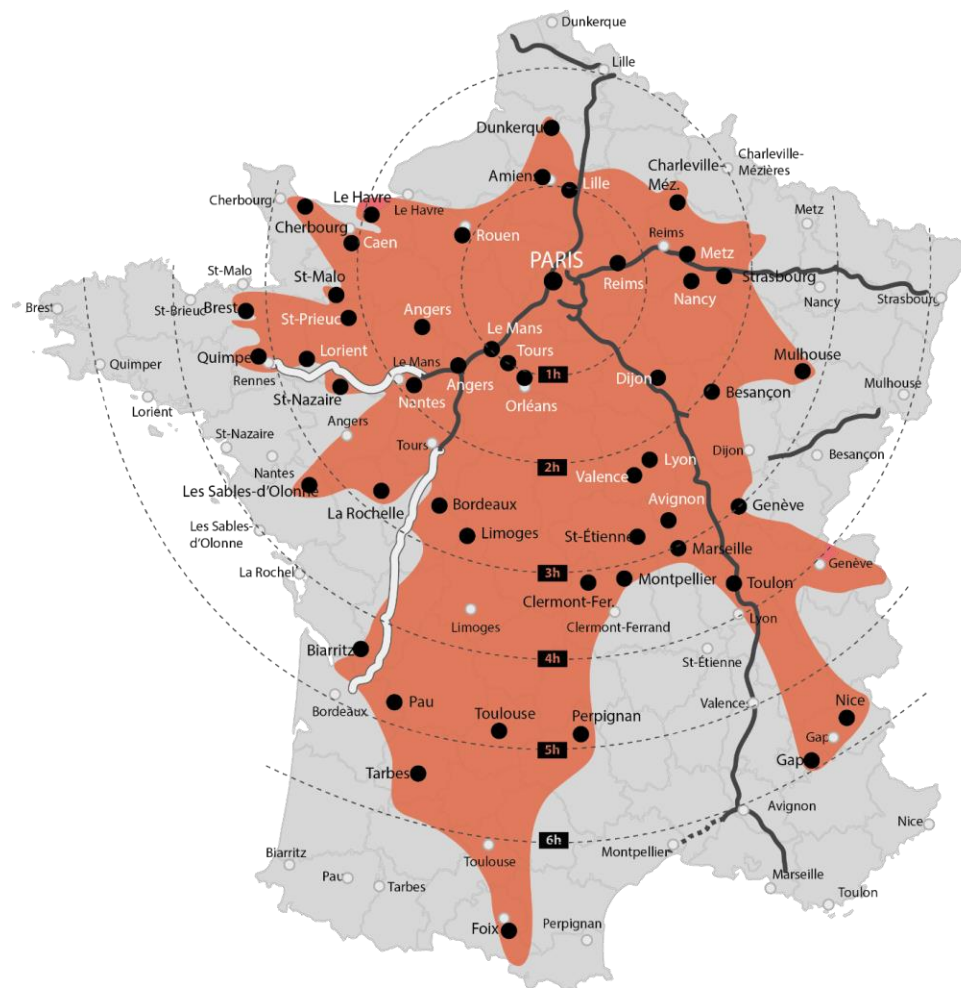 Dunkerque
Lille
Dunkerque
Charleville-
Mézières
Amiens
Lille
Charleville-
Méz.
Cherbourg
Le Havre
Le Havre
Metz
Cherbourg
Caen
Rouen
Reims
Metz
PARIS
Strasbourg
St-Malo
St-Malo
Reims
Nancy
Nancy
Strasbourg
Brest
St-Brieuc
Brest
St-Prieuc
Angers
Le Mans
Tours
Quimper
Quimper
Rennes
Lorient
Le Mans
1h
Dijon
Mulhouse
St-Nazaire
Nantes
Angers
Orléans
Besançon
Mulhouse
Lorient
Angers
St-Nazaire
Tours
Dijon
Besançon
Nantes
2h
Lyon
Valence
Les Sables-d'Olonne
La Rochelle
Bordeaux
Avignon
Genève
Les Sables-
d'Olonne
Limoges
St-Étienne
Marseille
La Rochel
3h
Genève
Clermont-Fer.
Montpellier
Toulon
Limoges
Clermont-Ferrand
Lyon
Biarritz
4h
St-Étienne
Bordeaux
Pau
Toulouse
Perpignan
Valence
Nice
Gap
5h
Gap
Tarbes
Avignon
Nice
6h
Biarritz
Toulouse
Montpellier
Pau
Tarbes
Marseille
Toulon
Foix
Perpignan